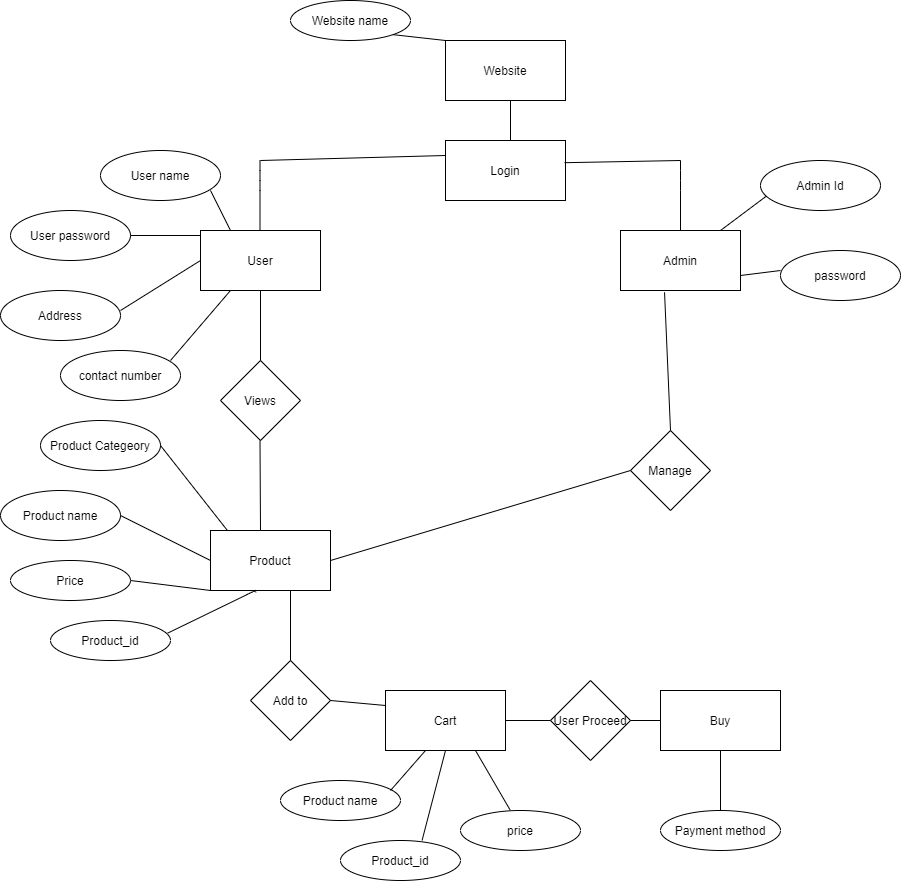 Website name
Website
Login
User name
Admin Id
User password
User
Admin
password
Address
contact number
Views
Product Categeory
Manage
Product name
Product
Price
Product_id
Add to
Cart
User Proceed
Buy
Product name
price
Payment method
Product_id